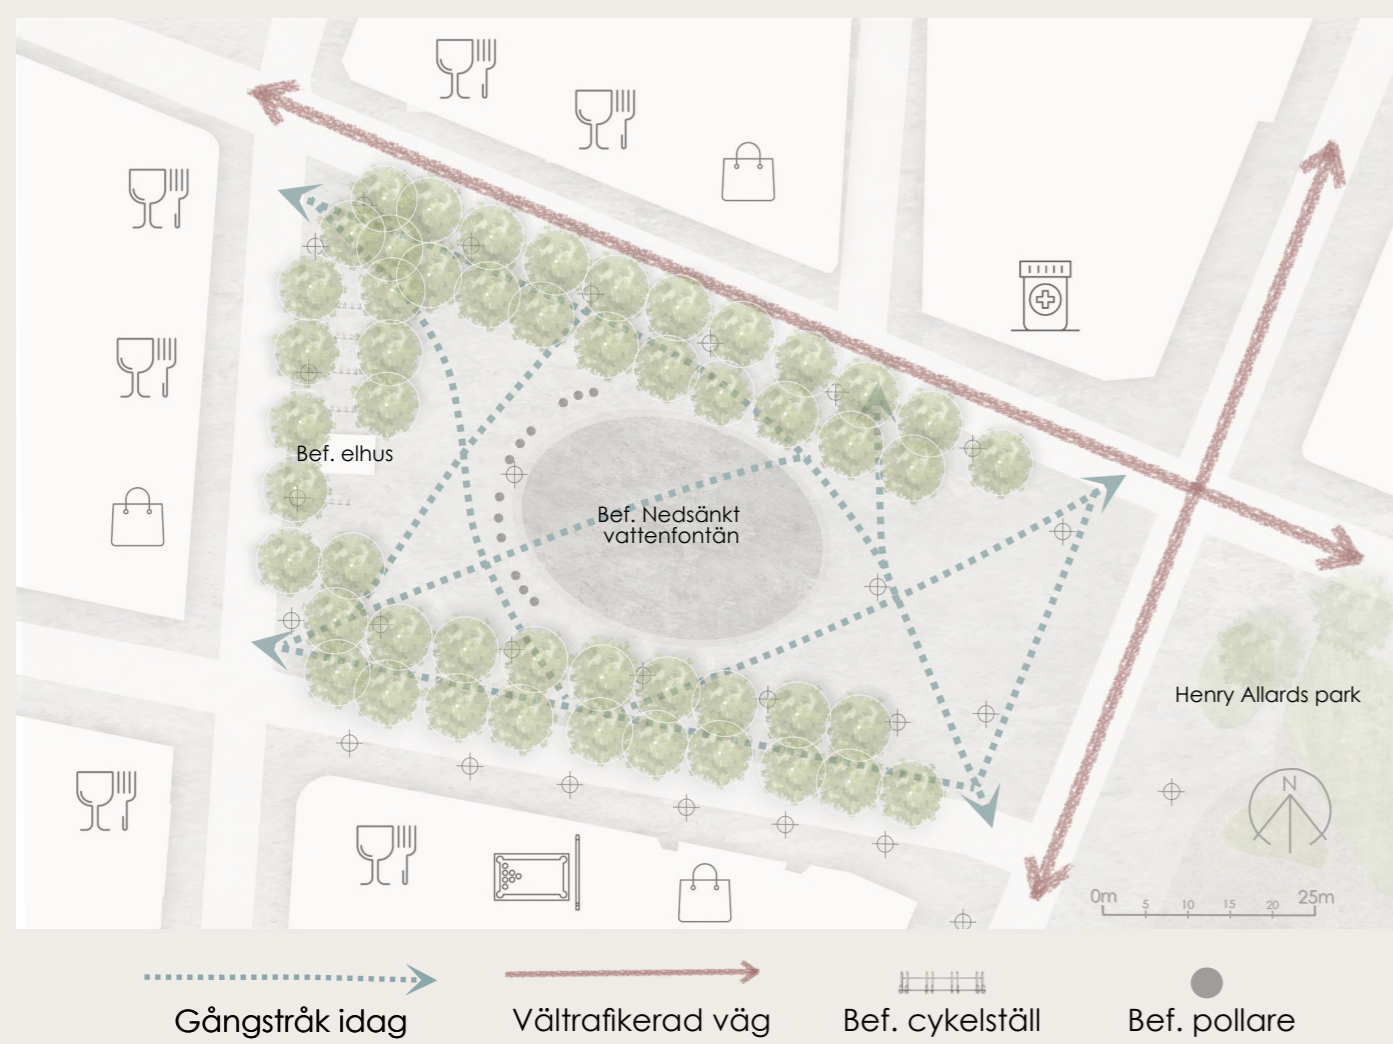 Bef. elhus
Bef. Nedsänkt
vattenfontän
Henry Allards park
N
0m 5 10 15 20 25m
Gångstråk idag
Vältrafikerad väg
Bef. cykelställ
Bef. pollare